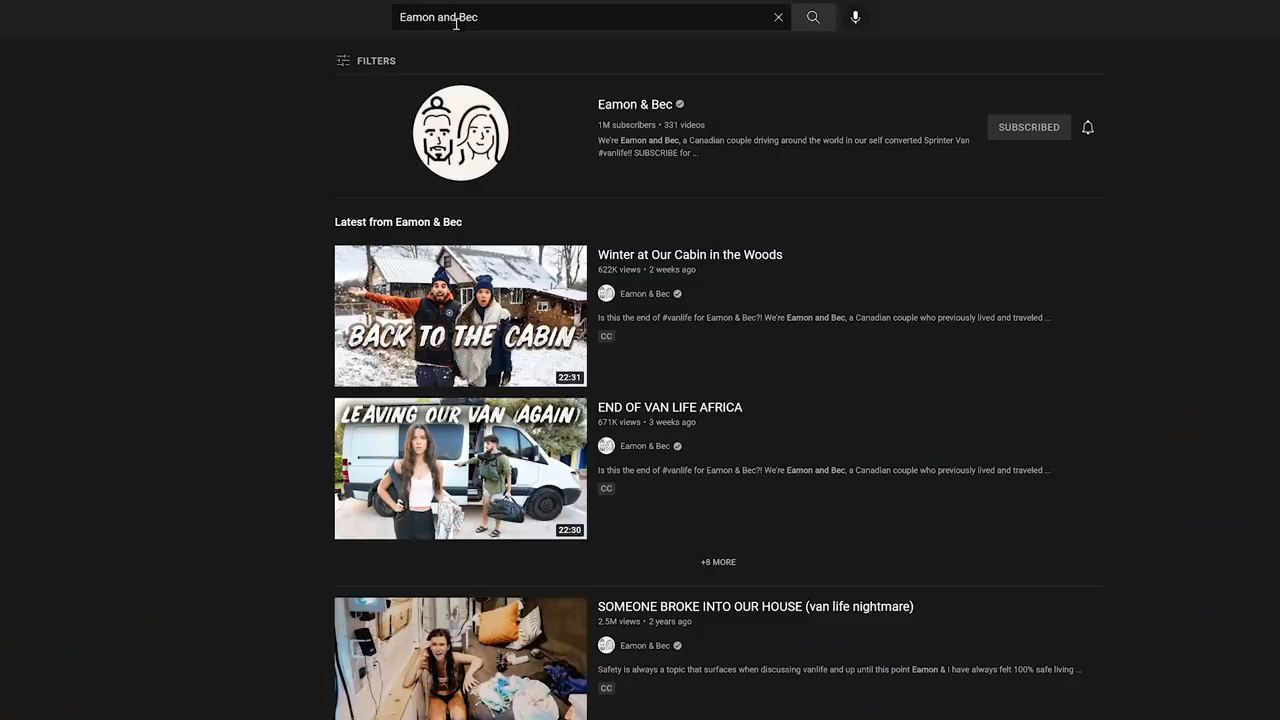 Eamon and Bec
FILTERS
Eamon & Bec
1M subscribers • 331 videos
We're Eamon and Bec, a Canadian couple driving around the world in our self converted Sprinter Van
#vanlife!! SUBSCRIBE for ...
SUBSCRIBED
Latest from Eamon & Bec
BACK TO THE CABIN
22:31
Winter at Our Cabin in the Woods
622K views • 2 weeks ago
Eamon & Bec
Is this the end of #vanlife for Eamon & Bec?! We're Eamon and Bec, a Canadian couple who previously lived and traveled ...
CC
LEAVING OUR VAN (AGAIN)
22:30
END OF VAN LIFE AFRICA
671K views • 3 weeks ago
Eamon & Bec
Is this the end of #vanlife for Eamon & Bec?! We're Eamon and Bec, a Canadian couple who previously lived and traveled ...
CC
+8 MORE
SOMEONE BROKE INTO OUR HOUSE (van life nightmare)
2.5M views • 2 years ago
Eamon & Bec
Safety is always a topic that surfaces when discussing vanlife and up until this point Eamon & I have always felt 100% safe living ...
CC